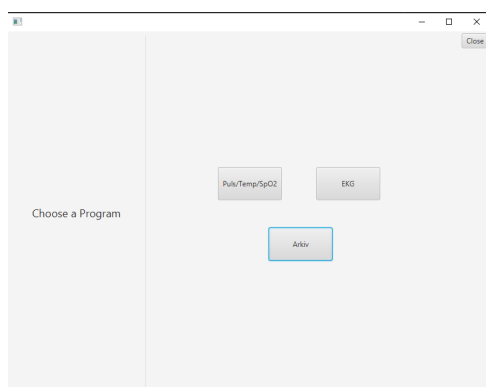 Close
Puls/Temp/SpO2
EKG
Choose a Program
Arkiv